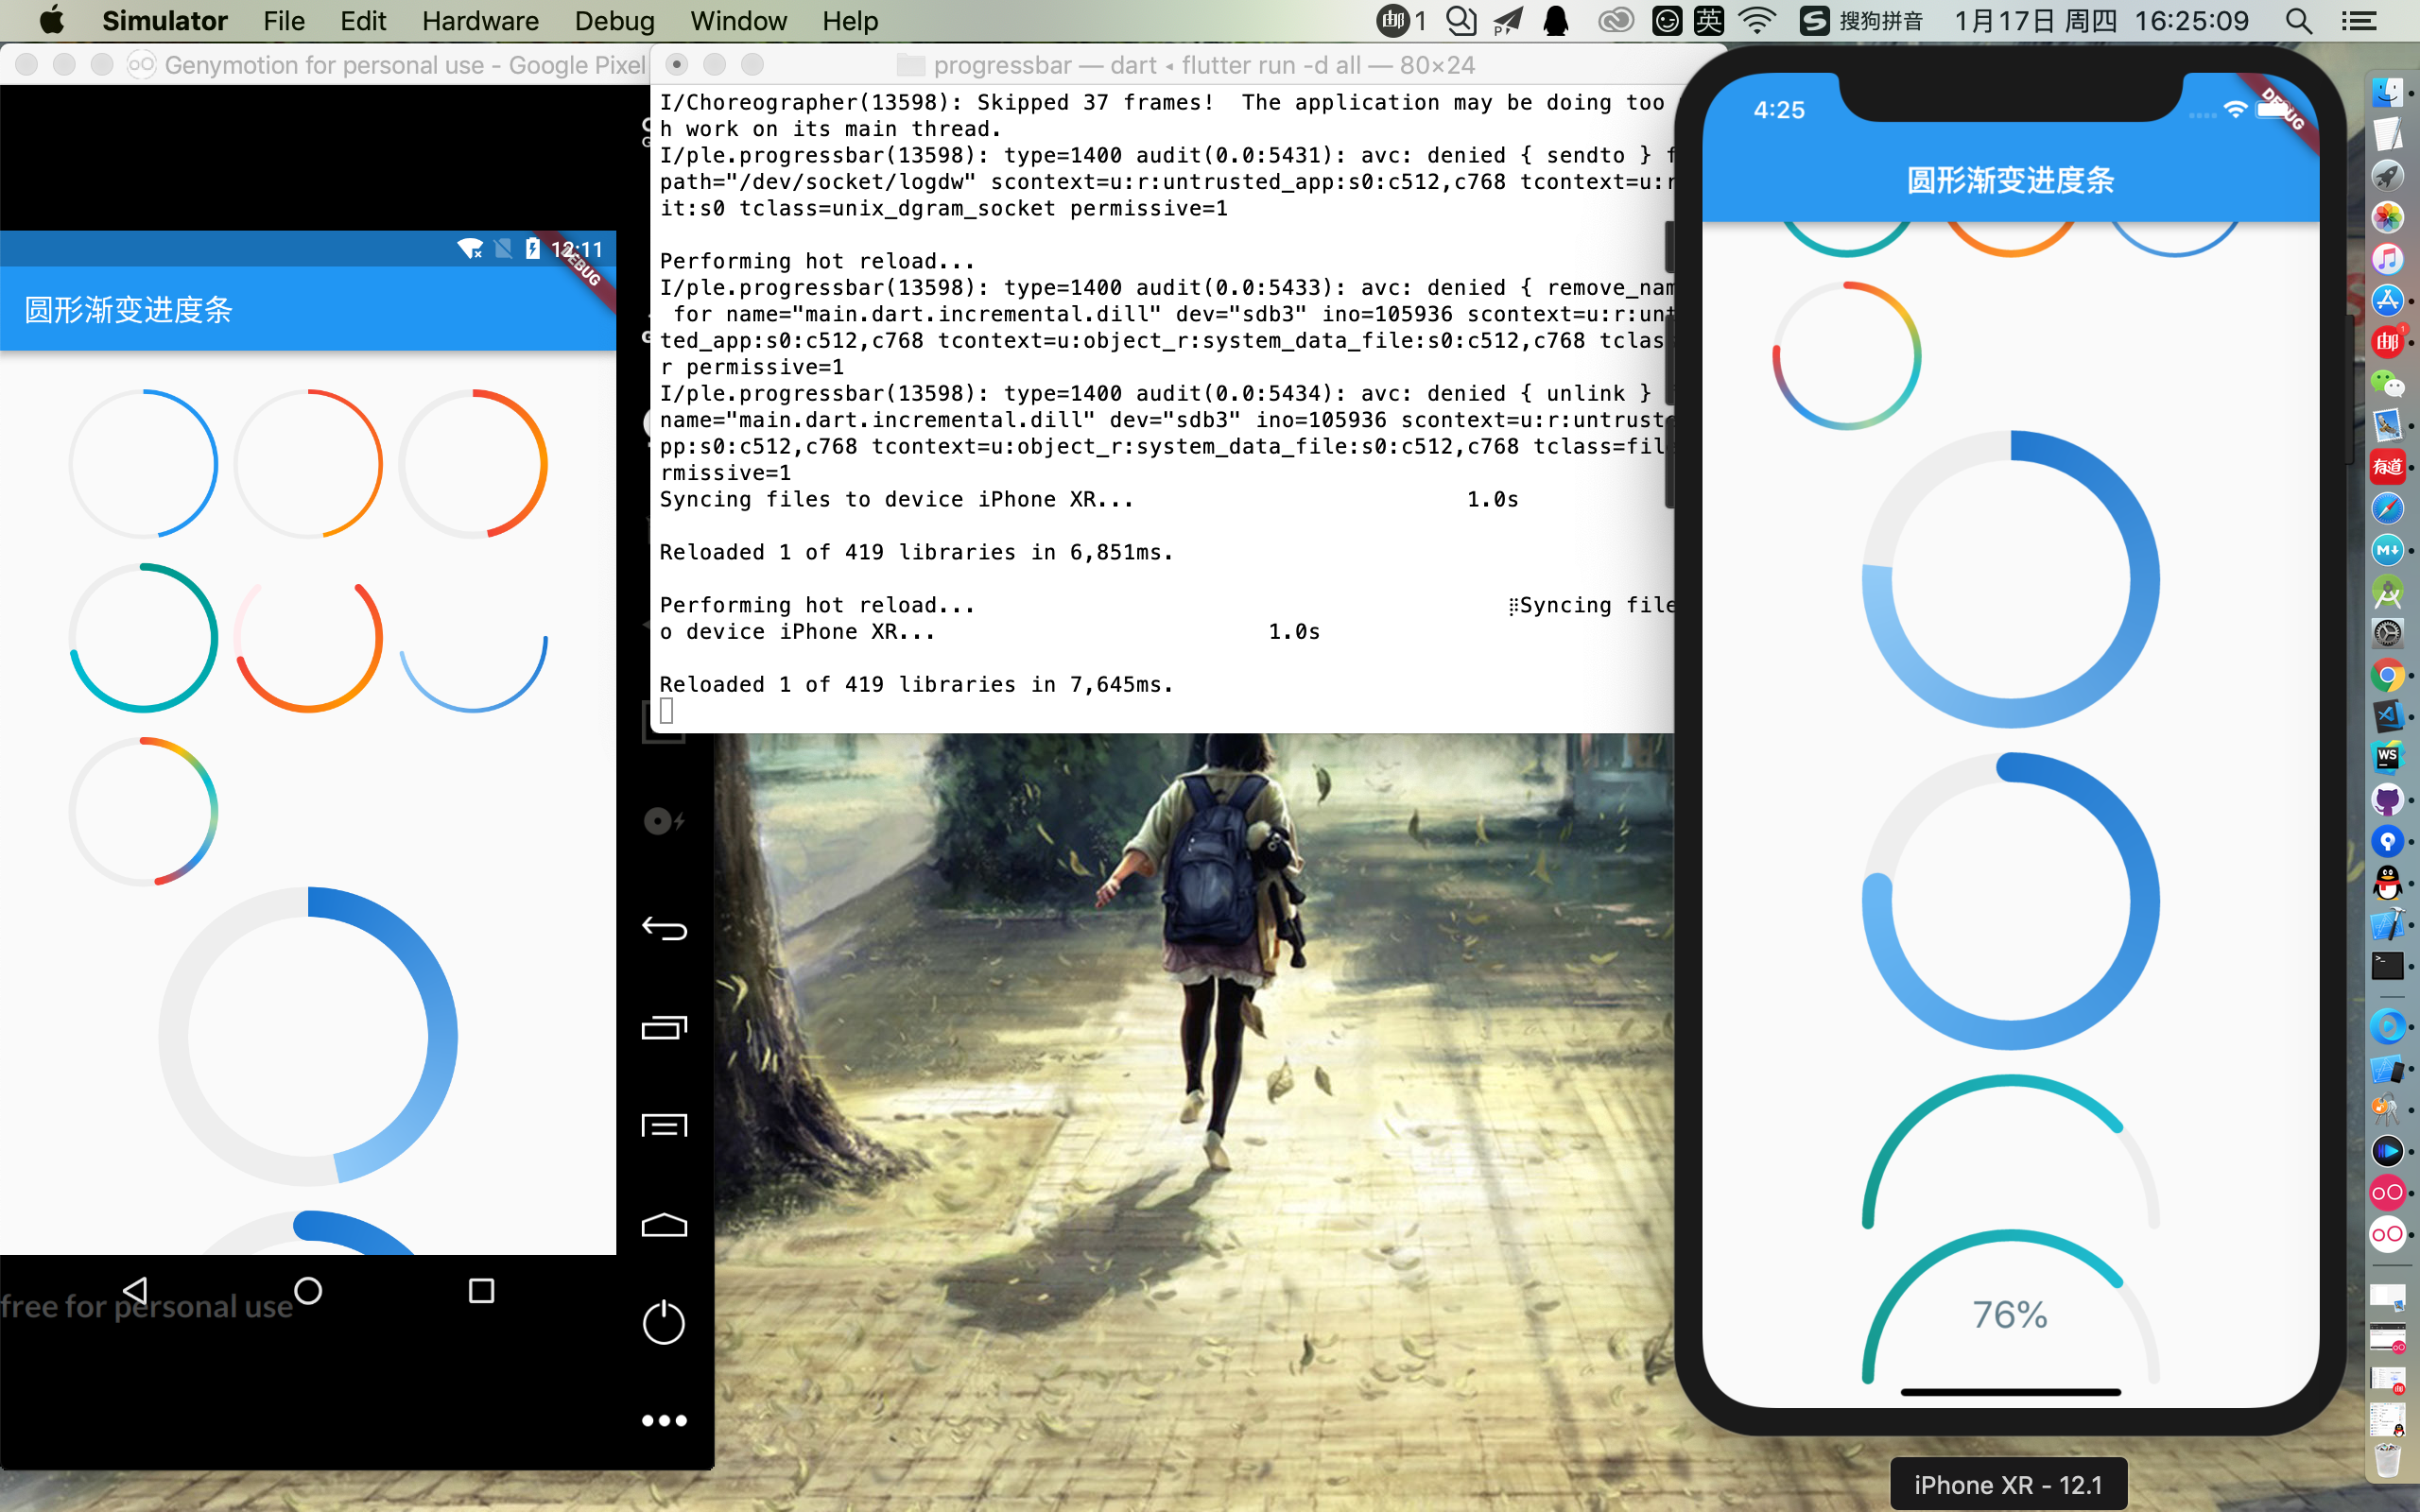 Simulator File Edit Hardware Debug Window Help
1 英 搜狗拼音 1月17日 周四 16:25:09
Genymotion for personal use - Google Pixel
12:11
DEBUG
圆形渐变进度条
free for personal use
progressbar — dart ◂ flutter run -d all — 80×24
I/Choreographer(13598): Skipped 37 frames!  The application may be doing too
h work on its main thread.
I/ple.progressbar(13598): type=1400 audit(0.0:5431): avc: denied { sendto } f
path="/dev/socket/logdw" scontext=u:r:untrusted_app:s0:c512,c768 tcontext=u:r
it:s0 tclass=unix_dgram_socket permissive=1
Performing hot reload...
I/ple.progressbar(13598): type=1400 audit(0.0:5433): avc: denied { remove_nam
for name="main.dart.incremental.dill" dev="sdb3" ino=105936 scontext=u:r:unt
ted_app:s0:c512,c768 tcontext=u:object_r:system_data_file:s0:c512,c768 tclas
r permissive=1
I/ple.progressbar(13598): type=1400 audit(0.0:5434): avc: denied { unlink }
name="main.dart.incremental.dill" dev="sdb3" ino=105936 scontext=u:r:untrust
pp:s0:c512,c768 tcontext=u:object_r:system_data_file:s0:c512,c768 tclass=fil
rmissive=1
Syncing files to device iPhone XR... 1.0s
Reloaded 1 of 419 libraries in 6,851ms.
Performing hot reload... ⣽Syncing file
o device iPhone XR... 1.0s
Reloaded 1 of 419 libraries in 7,645ms.
4:25
DEBUG
圆形渐变进度条
76%
iPhone XR - 12.1
邮
有道
M↓
WS